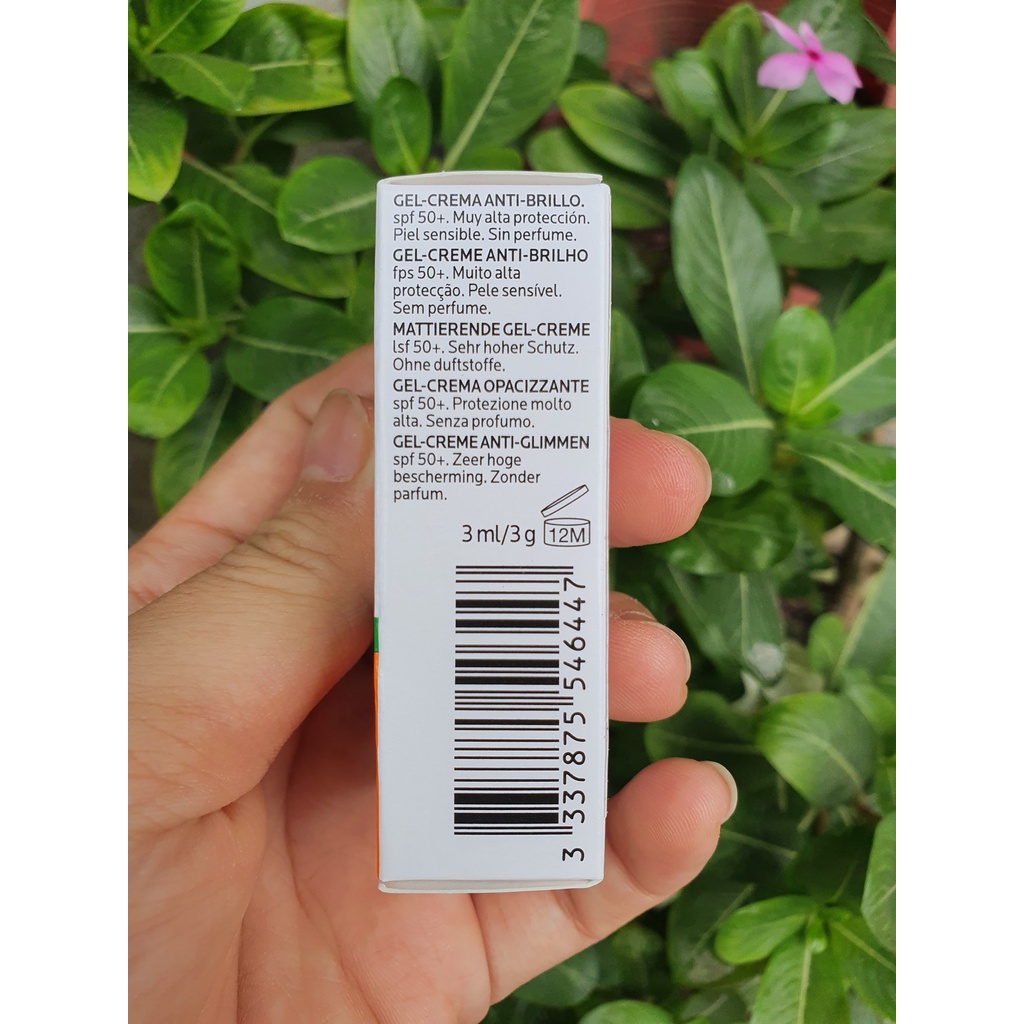 GEL-CREMA ANTI-BRILLO.
spf 50+. Muy alta protección.
Piel sensible. Sin perfume.
GEL-CREME ANTI-BRILHO
fps 50+. Muito alta
protecção. Pele sensível.
Sem perfume.
MATTIERENDE GEL-CREME
lsf 50+. Sehr hoher Schutz.
Ohne duftstoffe.
GEL-CREMA OPACIZZANTE
spf 50+. Protezione molto
alta. Senza profumo.
GEL-CREME ANTI-GLIMMEN
spf 50+. Zeer hoge
bescherming. Zonder
parfum.
3 ml/3 g 12M
3 337875 546447